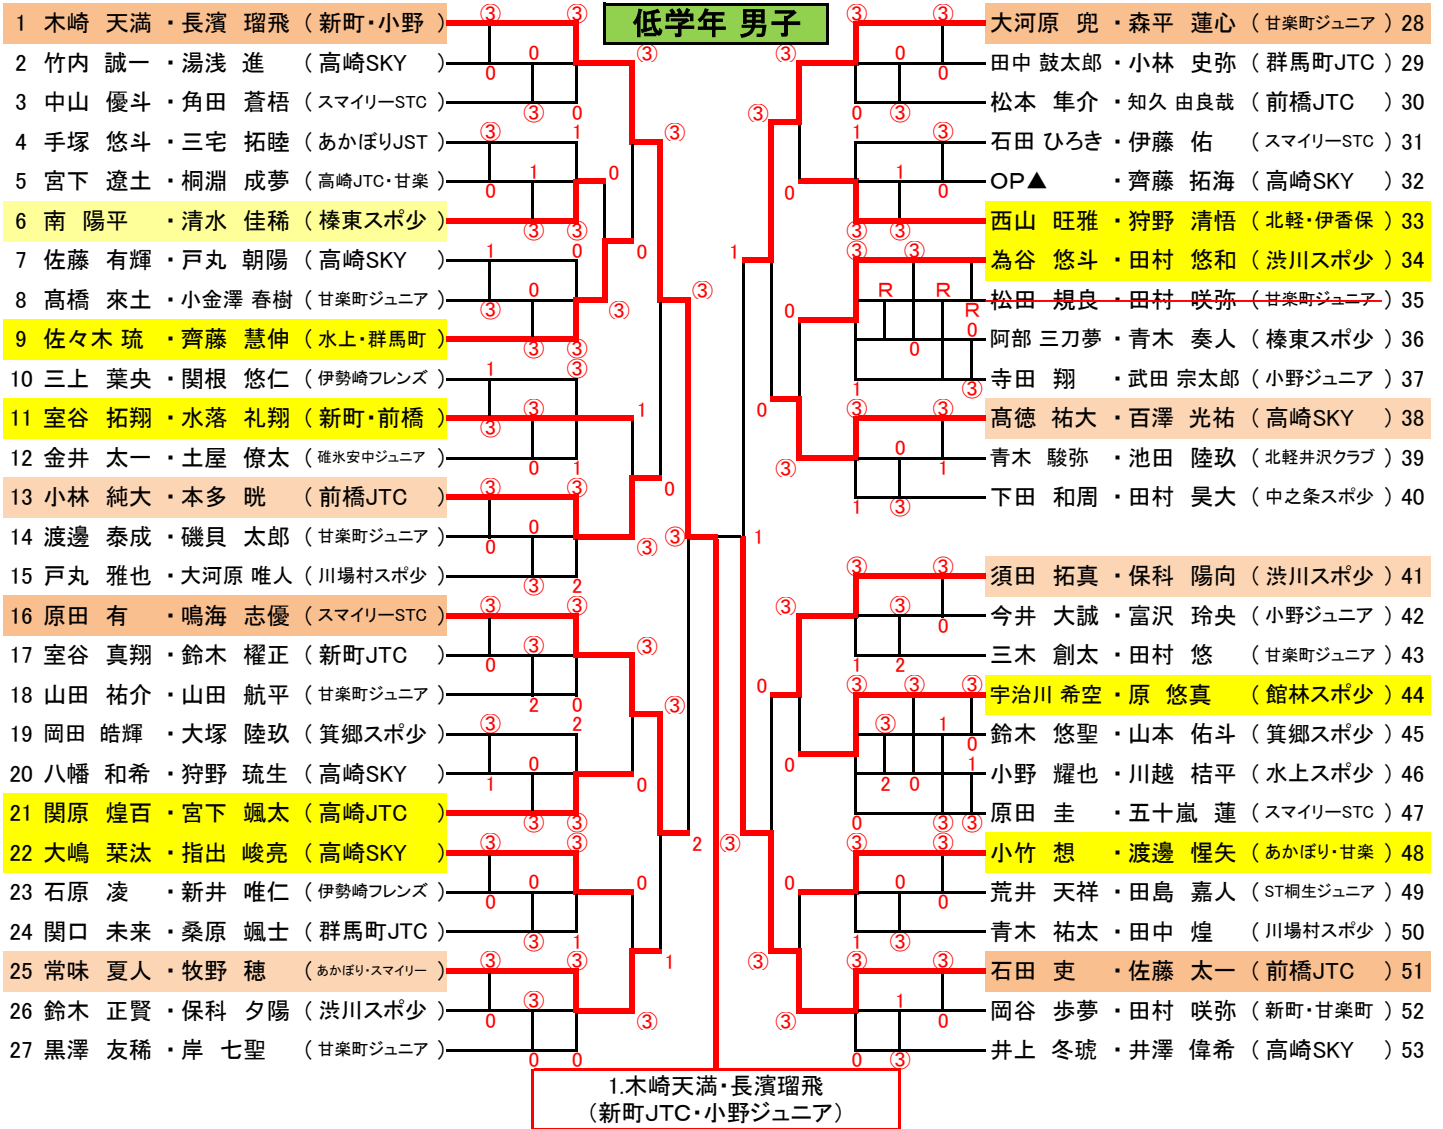 低学年 男子
1 木崎 天満 ・ 長濱 瑠飛 ( 新町・小野 )
2 竹内 誠一 ・ 湯浅 進 ( 高崎SKY )
3 中山 優斗 ・ 角田 蒼梧 ( スマイリーSTC )
4 手塚 悠斗 ・ 三宅 拓睦 ( あかぼりJST )
5 宮下 遼土 ・ 桐淵 成夢 ( 高崎JTC・甘楽 )
6 南 陽平 ・ 清水 佳稀 ( 榛東スポ少 )
7 佐藤 有輝 ・ 戸丸 朝陽 ( 高崎SKY )
8 髙橋 來土 ・ 小金澤 春樹 ( 甘楽町ジュニア )
9 佐々木 琉 ・ 齊藤 慧伸 ( 水上・群馬町 )
10 三上 葉央 ・ 関根 悠仁 ( 伊勢崎フレンズ )
11 室谷 拓翔 ・ 水落 礼翔 ( 新町・前橋 )
12 金井 太一 ・ 土屋 僚太 ( 碓氷安中ジュニア )
13 小林 純大 ・ 本多 晄 ( 前橋JTC )
14 渡邊 泰成 ・ 磯貝 太郎 ( 甘楽町ジュニア )
15 戸丸 雅也 ・ 大河原 唯人 ( 川場村スポ少 )
16 原田 有 ・ 鳴海 志優 ( スマイリーSTC )
17 室谷 真翔 ・ 鈴木 櫂正 ( 新町JTC )
18 山田 祐介 ・ 山田 航平 ( 甘楽町ジュニア )
19 岡田 皓輝 ・ 大塚 陸玖 ( 箕郷スポ少 )
20 八幡 和希 ・ 狩野 琉生 ( 高崎SKY )
21 関原 煌百 ・ 宮下 颯太 ( 高崎JTC )
22 大嶋 栞汰 ・ 指出 峻亮 ( 高崎SKY )
23 石原 凌 ・ 新井 唯仁 ( 伊勢崎フレンズ )
24 関口 未来 ・ 桑原 颯士 ( 群馬町JTC )
25 常味 夏人 ・ 牧野 穂 ( あかぼり・スマイリー )
26 鈴木 正賢 ・ 保科 夕陽 ( 渋川スポ少 )
27 黒澤 友稀 ・ 岸 七聖 ( 甘楽町ジュニア )
大河原 兜 ・ 森平 蓮心 ( 甘楽町ジュニア ) 28
田中 鼓太郎 ・ 小林 史弥 ( 群馬町JTC ) 29
松本 隼介 ・ 知久 由良哉 ( 前橋JTC ) 30
石田 ひろき ・ 伊藤 佑 ( スマイリーSTC ) 31
OP▲ ・ 齊藤 拓海 ( 高崎SKY ) 32
西山 旺雅 ・ 狩野 清悟 ( 北軽・伊香保 ) 33
為谷 悠斗 ・ 田村 悠和 ( 渋川スポ少 ) 34
松田 規良 ・ 田村 咲弥 ( 甘楽町ジュニア ) 35
阿部 三刀夢 ・ 青木 奏人 ( 榛東スポ少 ) 36
寺田 翔 ・ 武田 宗太郎 ( 小野ジュニア ) 37
髙徳 祐大 ・ 百澤 光祐 ( 高崎SKY ) 38
青木 駿弥 ・ 池田 陸玖 ( 北軽井沢クラブ ) 39
下田 和周 ・ 田村 昊大 ( 中之条スポ少 ) 40
須田 拓真 ・ 保科 陽向 ( 渋川スポ少 ) 41
今井 大誠 ・ 富沢 玲央 ( 小野ジュニア ) 42
三木 創太 ・ 田村 悠 ( 甘楽町ジュニア ) 43
宇治川 希空 ・ 原 悠真 ( 館林スポ少 ) 44
鈴木 悠聖 ・ 山本 佑斗 ( 箕郷スポ少 ) 45
小野 耀也 ・ 川越 桔平 ( 水上スポ少 ) 46
原田 圭 ・ 五十嵐 蓮 ( スマイリーSTC ) 47
小竹 想 ・ 渡邊 惺矢 ( あかぼり・甘楽 ) 48
荒井 天祥 ・ 田島 嘉人 ( ST桐生ジュニア ) 49
青木 祐太 ・ 田中 煌 ( 川場村スポ少 ) 50
石田 吏 ・ 佐藤 太一 ( 前橋JTC ) 51
岡谷 歩夢 ・ 田村 咲弥 ( 新町・甘楽町 ) 52
井上 冬琥 ・ 井澤 偉希 ( 高崎SKY ) 53
1.木崎天満・長濱瑠飛
(新町JTC・小野ジュニア)